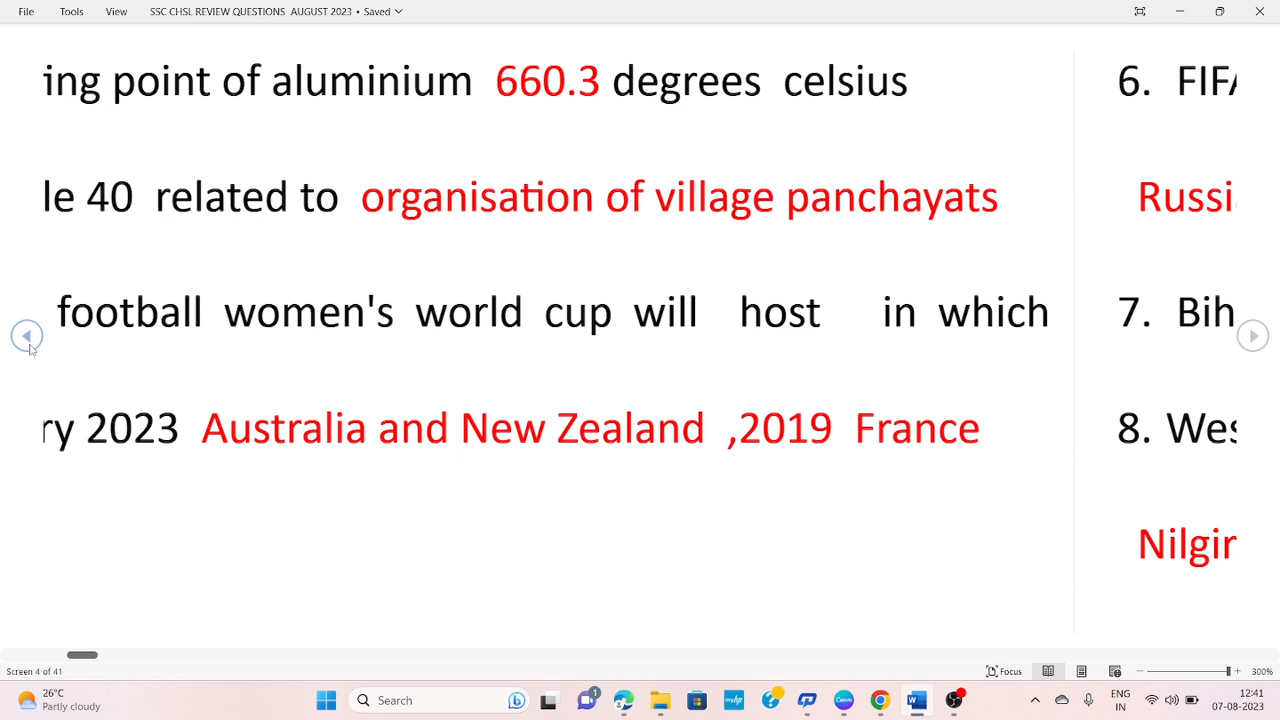 File Tools View SSC CHSL REVIEW QUESTIONS AUGUST 2023 • Saved
ing point of aluminium 660.3 degrees celsius
le 40 related to organisation of village panchayats
football women's world cup will host in which
ry 2023 Australia and New Zealand ,2019 France
6. FIFA
Russi
7. Bih
8. Wes
Nilgir
Screen 4 of 41
Focus
300%
26°C
Partly cloudy
Search
1
ENG
IN
12:41
07-08-2023